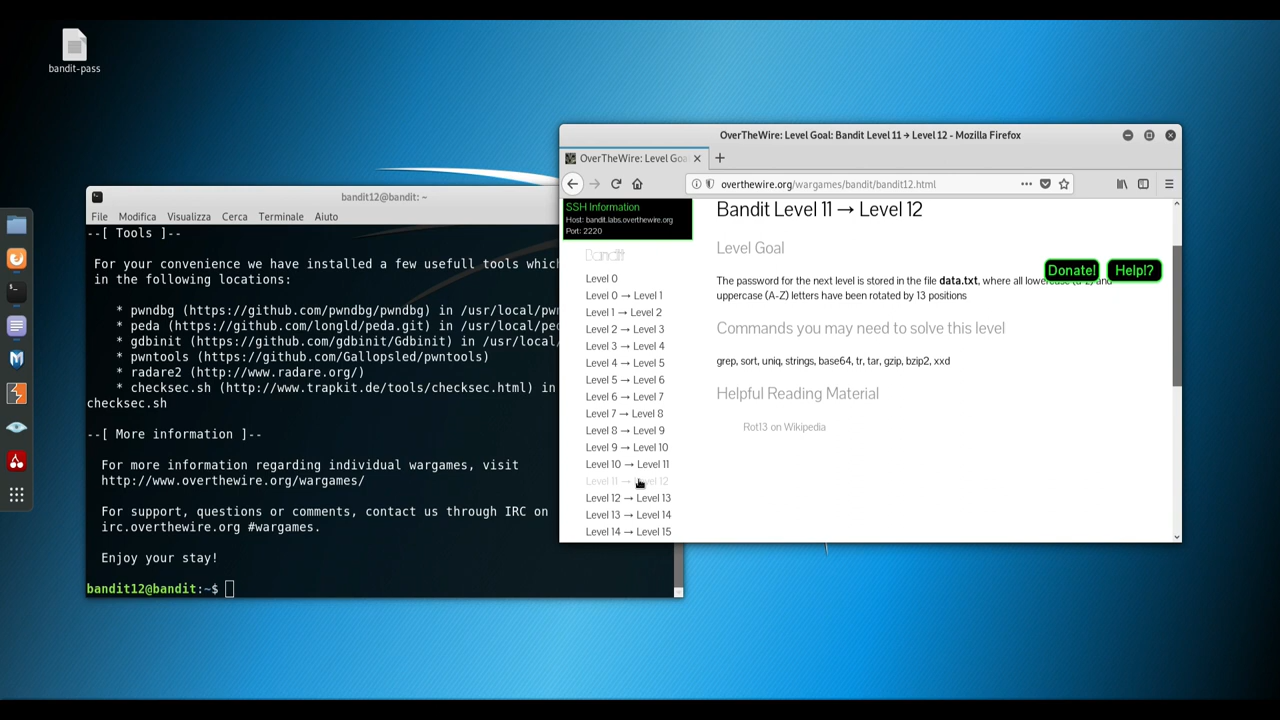 bandit-pass
OverTheWire: Level Goal: Bandit Level 11 → Level 12 - Mozilla Firefox
OverTheWire: Level Goa
overthewire.org/wargames/bandit/bandit12.html
SSH Information
Host: bandit.labs.overthewire.org
Port: 2220
Bandit
Level 0
Level 0 → Level 1
Level 1 → Level 2
Level 2 → Level 3
Level 3 → Level 4
Level 4 → Level 5
Level 5 → Level 6
Level 6 → Level 7
Level 7 → Level 8
Level 8 → Level 9
Level 9 → Level 10
Level 10 → Level 11
Level 11 → Level 12
Level 12 → Level 13
Level 13 → Level 14
Level 14 → Level 15
Bandit Level 11 → Level 12
Level Goal
Donate! Help!?
The password for the next level is stored in the file data.txt, where all lowercase (a-z) and
uppercase (A-Z) letters have been rotated by 13 positions
Commands you may need to solve this level
grep, sort, uniq, strings, base64, tr, tar, gzip, bzip2, xxd
Helpful Reading Material
Rot13 on Wikipedia
bandit12@bandit: ~
File Modifica Visualizza Cerca Terminale Aiuto
--[ Tools ]--
For your convenience we have installed a few usefull tools which
in the following locations:
* pwndbg (https://github.com/pwndbg/pwndbg) in /usr/local/pwn
* peda (https://github.com/longld/peda.git) in /usr/local/ped
* gdbinit (https://github.com/gdbinit/Gdbinit) in /usr/local/
* pwntools (https://github.com/Gallopsled/pwntools)
* radare2 (http://www.radare.org/)
* checksec.sh (http://www.trapkit.de/tools/checksec.html) in
checksec.sh
--[ More information ]--
For more information regarding individual wargames, visit
http://www.overthewire.org/wargames/
For support, questions or comments, contact us through IRC on
irc.overthewire.org #wargames.
Enjoy your stay!
bandit12@bandit:~$